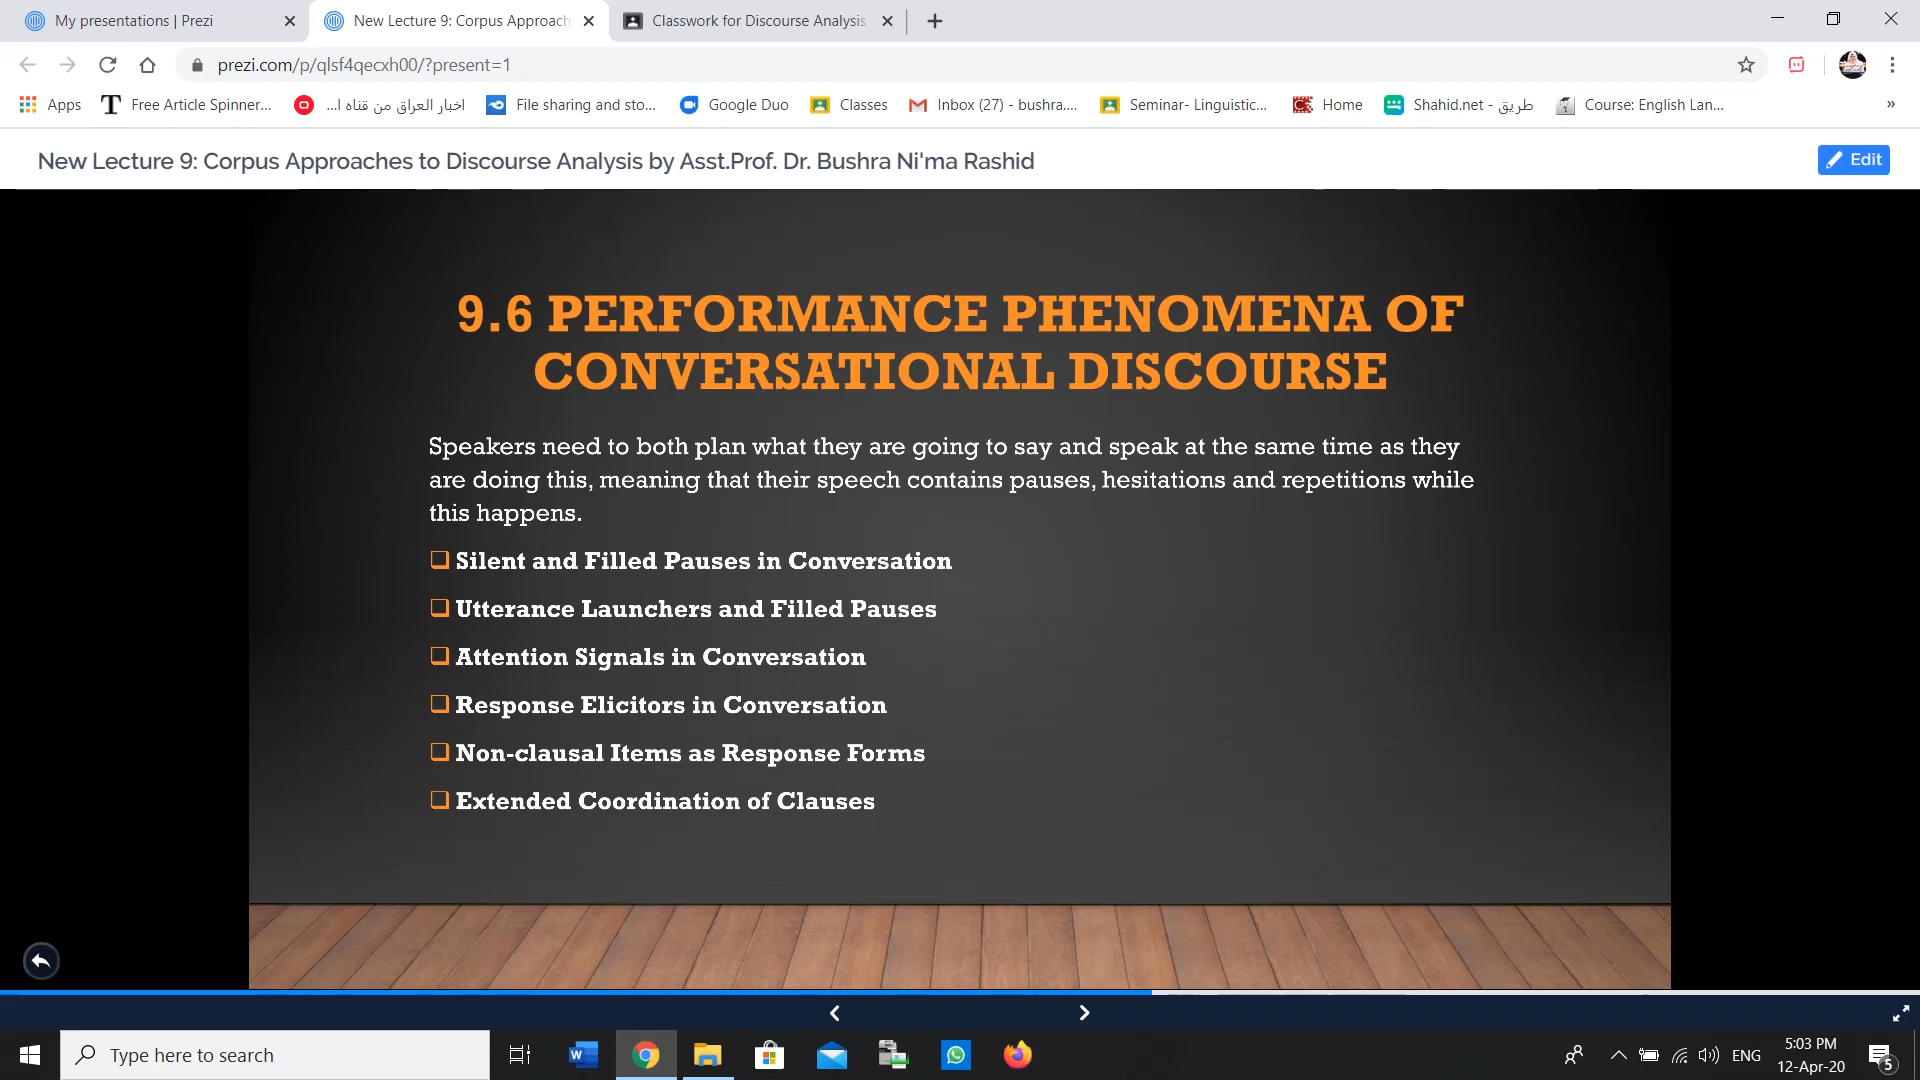 My presentations | Prezi
New Lecture 9: Corpus Approach
Classwork for Discourse Analysis
prezi.com/p/qlsf4qecxh00/?present=1
Apps
Free Article Spinner...
اخبار العراق من قناه ا...
File sharing and sto...
Google Duo
Classes
Inbox (27) - bushra....
Seminar- Linguistic...
Home
Shahid.net - طريق
Course: English Lan...
»
New Lecture 9: Corpus Approaches to Discourse Analysis by Asst.Prof. Dr. Bushra Ni'ma Rashid
Edit
9.6 PERFORMANCE PHENOMENA OF
CONVERSATIONAL DISCOURSE
Speakers need to both plan what they are going to say and speak at the same time as they
are doing this, meaning that their speech contains pauses, hesitations and repetitions while
this happens.
Silent and Filled Pauses in Conversation
Utterance Launchers and Filled Pauses
Attention Signals in Conversation
Response Elicitors in Conversation
Non-clausal Items as Response Forms
Extended Coordination of Clauses
Type here to search
ENG
5:03 PM
12-Apr-20
5